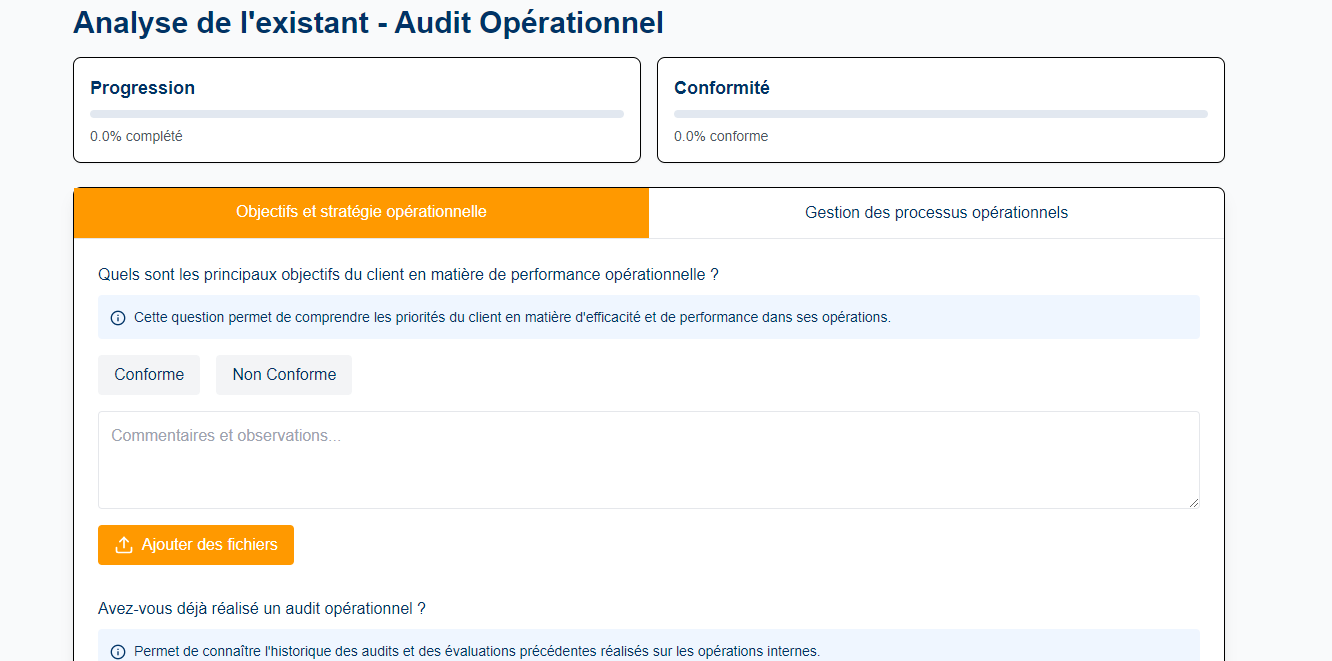 Analyse de l'existant - Audit Opérationnel
Progression
0.0% complété
Conformité
0.0% conforme
Objectifs et stratégie opérationnelle
Gestion des processus opérationnels
Quels sont les principaux objectifs du client en matière de performance opérationnelle ?
Cette question permet de comprendre les priorités du client en matière d'efficacité et de performance dans ses opérations.
Conforme
Non Conforme
Commentaires et observations...
Ajouter des fichiers
Avez-vous déjà réalisé un audit opérationnel ?
Permet de connaître l'historique des audits et des évaluations précédentes réalisés sur les opérations internes.